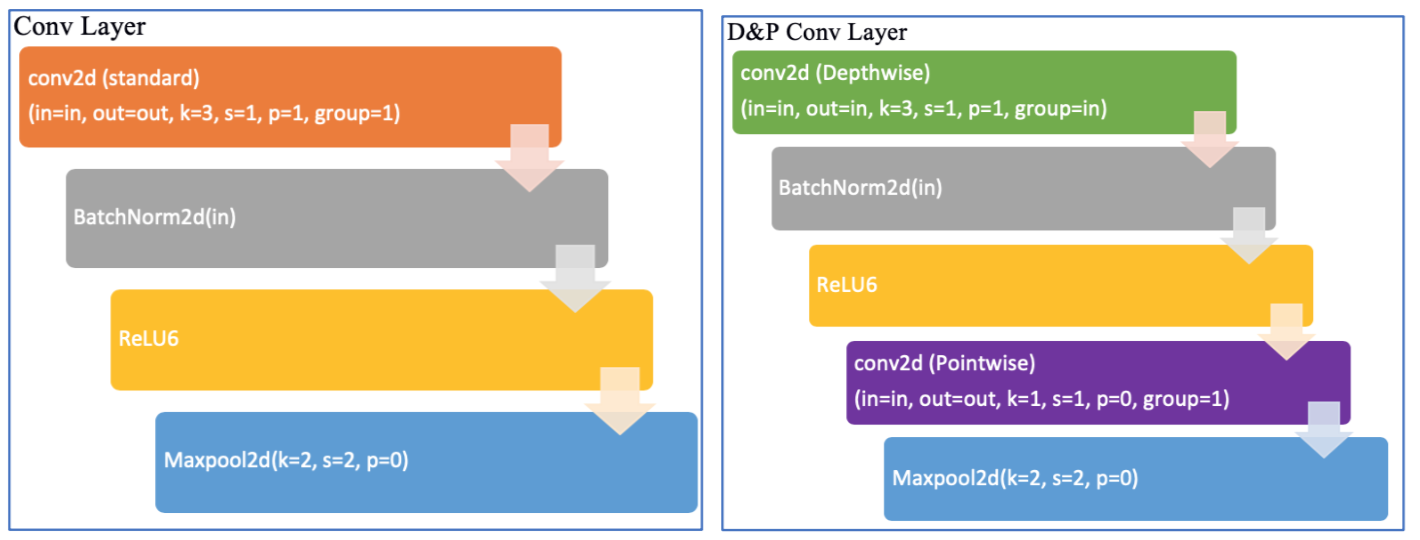 Conv Layer
conv2d (standard)
(in=in, out=out, k=3, s=1, p=1, group=1)
BatchNorm2d(in)
ReLU6
Maxpool2d(k=2, s=2, p=0)
D&P Conv Layer
conv2d (Depthwise)
(in=in, out=in, k=3, s=1, p=1, group=in)
BatchNorm2d(in)
ReLU6
conv2d (Pointwise)
(in=in, out=out, k=1, s=1, p=0, group=1)
Maxpool2d(k=2, s=2, p=0)